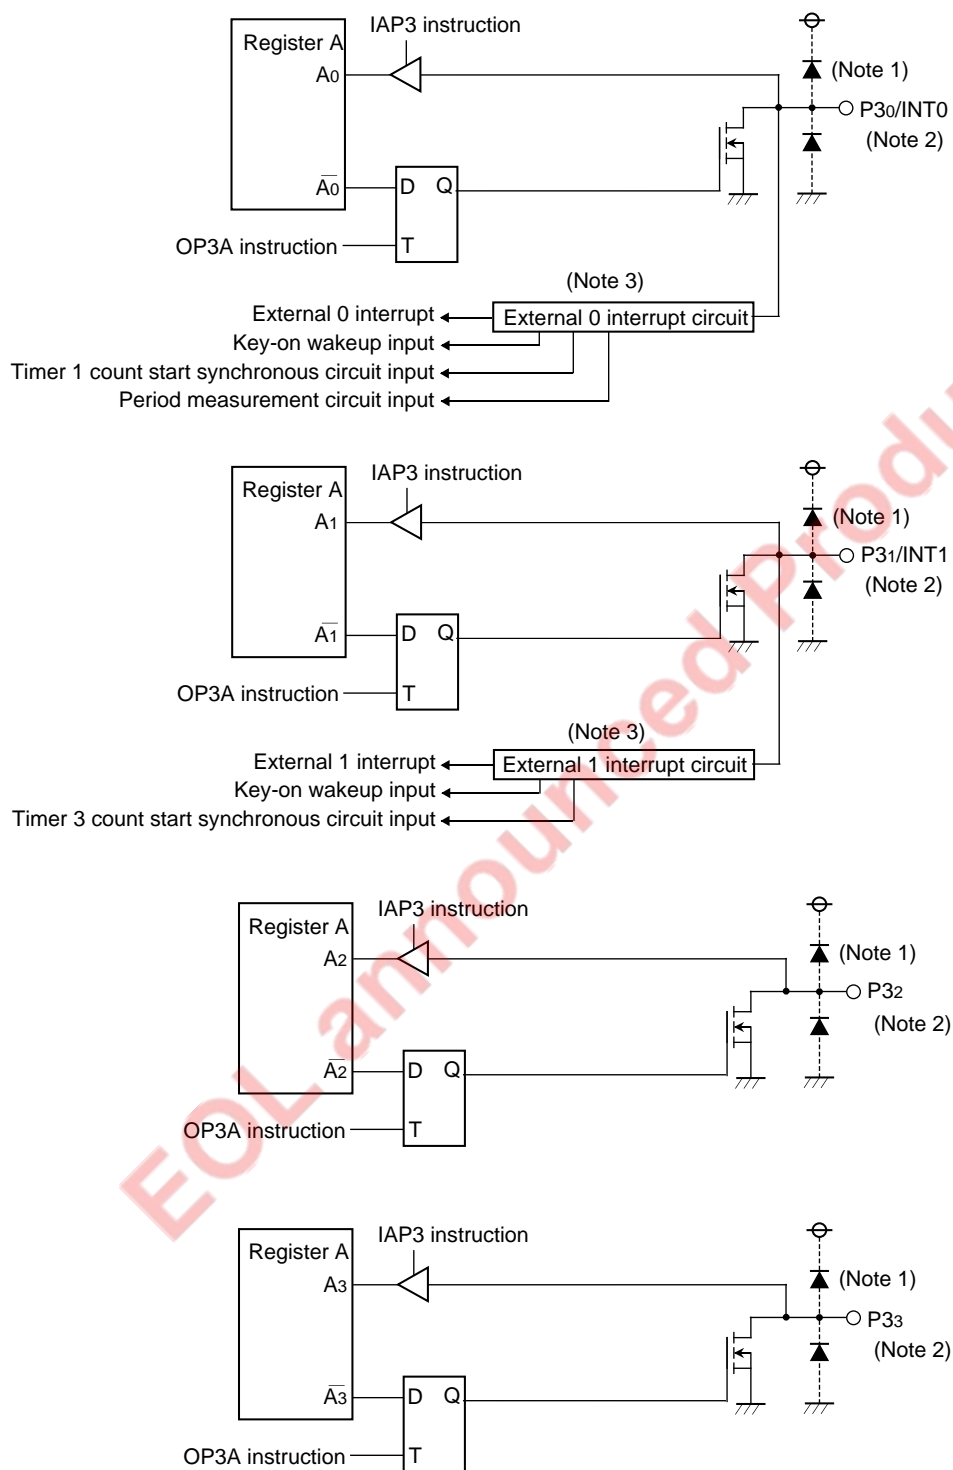 IAP3 instruction
Register A
A0
(Note 1)
P30/INT0
(Note 2)
A0
D Q
OP3A instruction
T
(Note 3)
External 0 interrupt
External 0 interrupt circuit
Key-on wakeup input
Timer 1 count start synchronous circuit input
Period measurement circuit input
IAP3 instruction
Register A
A1
(Note 1)
P31/INT1
(Note 2)
A1
D Q
OP3A instruction
T
(Note 3)
External 1 interrupt
External 1 interrupt circuit
Key-on wakeup input
Timer 3 count start synchronous circuit input
IAP3 instruction
Register A
A2
(Note 1)
P32
(Note 2)
A2
D Q
OP3A instruction
T
IAP3 instruction
Register A
A3
(Note 1)
P33
(Note 2)
A3
D Q
OP3A instruction
T
EOL announced Produ